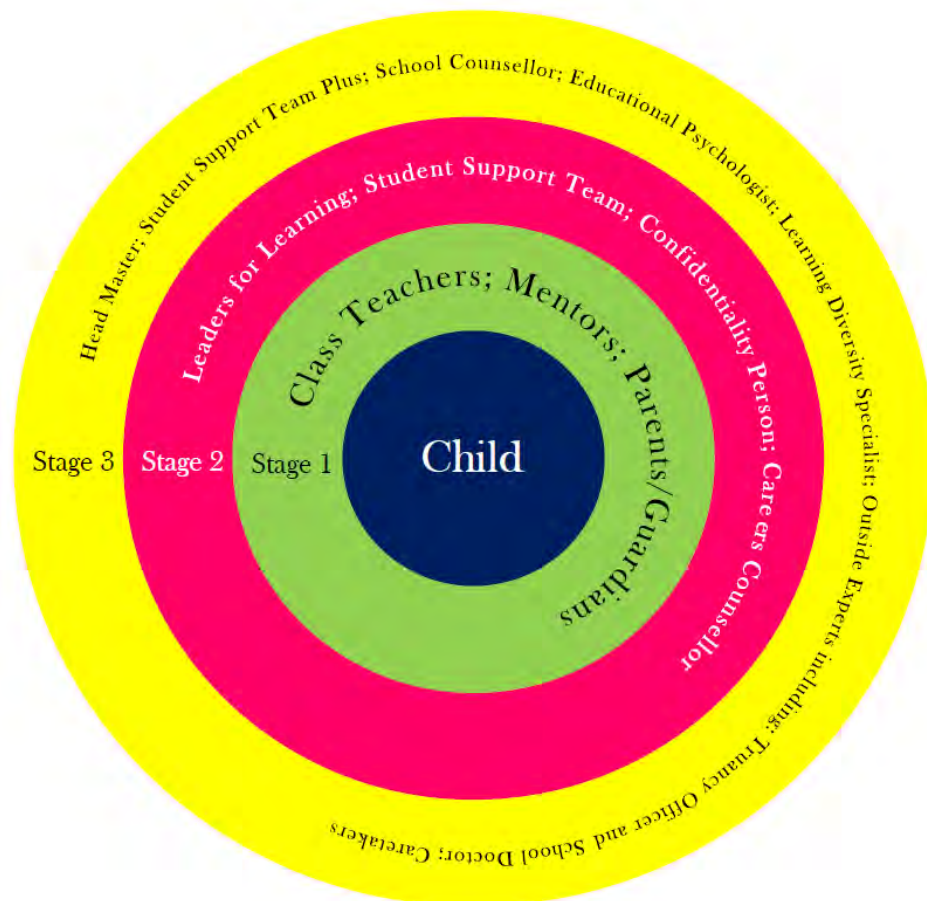 Head Master; Student Support Team Plus; School Counsellor; Educational Psychologist; Learning Diversity Specialist; Outside Experts including: Truancy Officer and School Doctor; Caretakers
Leaders for Learning; Student Support Team; Confidentiality Person; Careers Counsellor
Class Teachers; Mentors; Parents/Guardians
Stage 3
Stage 2
Stage 1
Child